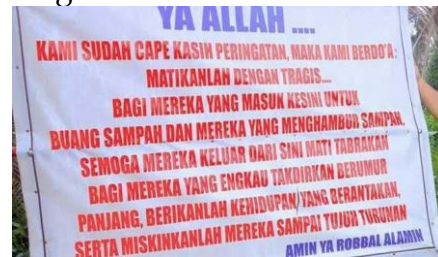 YA ALLAH ....
KAMI SUDAH CAPE KASIH PERINGATAN, MAKA KAMI BERDO'A :
MATIKANLAH DENGAN TRAGIS....
BAGI MEREKA YANG MASUK KESINI UNTUK
BUANG SAMPAH DAN MEREKA YANG MENGHAMBUR SAMPAH.
SEMOGA MEREKA KELUAR DARI SINI MATI TABRAKAN
BAGI MEREKA YANG ENGKAU TAKDIRKAN BERUMUR
PANJANG, BERIKANLAH KEHIDUPAN YANG BERANTAKAN,
SERTA MISKINKANLAH MEREKA SAMPAI TUJUH TURUNAN
AMIN YA ROBBAL ALAMIN